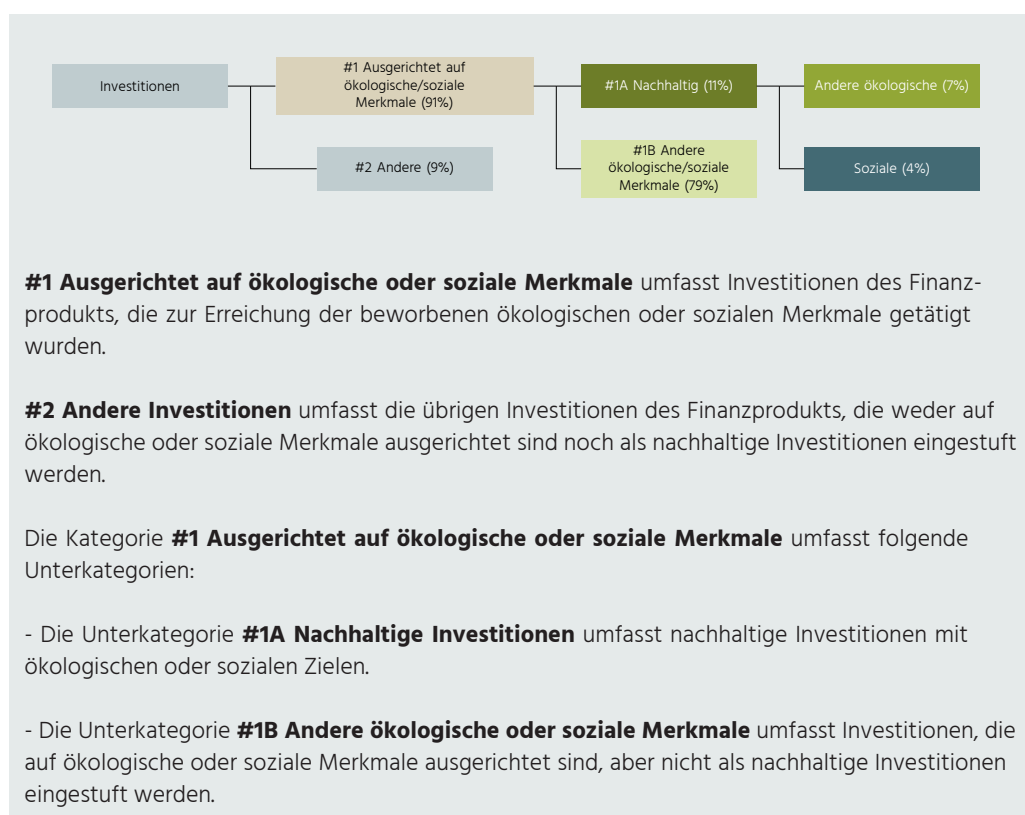 Investitionen
#1 Ausgerichtet auf
ökologische/soziale
Merkmale (91%)
#1A Nachhaltig (11%)
Andere ökologische (7%)
#2 Andere (9%)
#1B Andere
ökologische/soziale
Merkmale (79%)
Soziale (4%)
#1 Ausgerichtet auf ökologische oder soziale Merkmale umfasst Investitionen des Finanz-
produkts, die zur Erreichung der beworbenen ökologischen oder sozialen Merkmale getätigt
wurden.
#2 Andere Investitionen umfasst die übrigen Investitionen des Finanzprodukts, die weder auf
ökologische oder soziale Merkmale ausgerichtet sind noch als nachhaltige Investitionen eingestuft
werden.
Die Kategorie #1 Ausgerichtet auf ökologische oder soziale Merkmale umfasst folgende
Unterkategorien:
- Die Unterkategorie #1A Nachhaltige Investitionen umfasst nachhaltige Investitionen mit
ökologischen oder sozialen Zielen.
- Die Unterkategorie #1B Andere ökologische oder soziale Merkmale umfasst Investitionen, die
auf ökologische oder soziale Merkmale ausgerichtet sind, aber nicht als nachhaltige Investitionen
eingestuft werden.